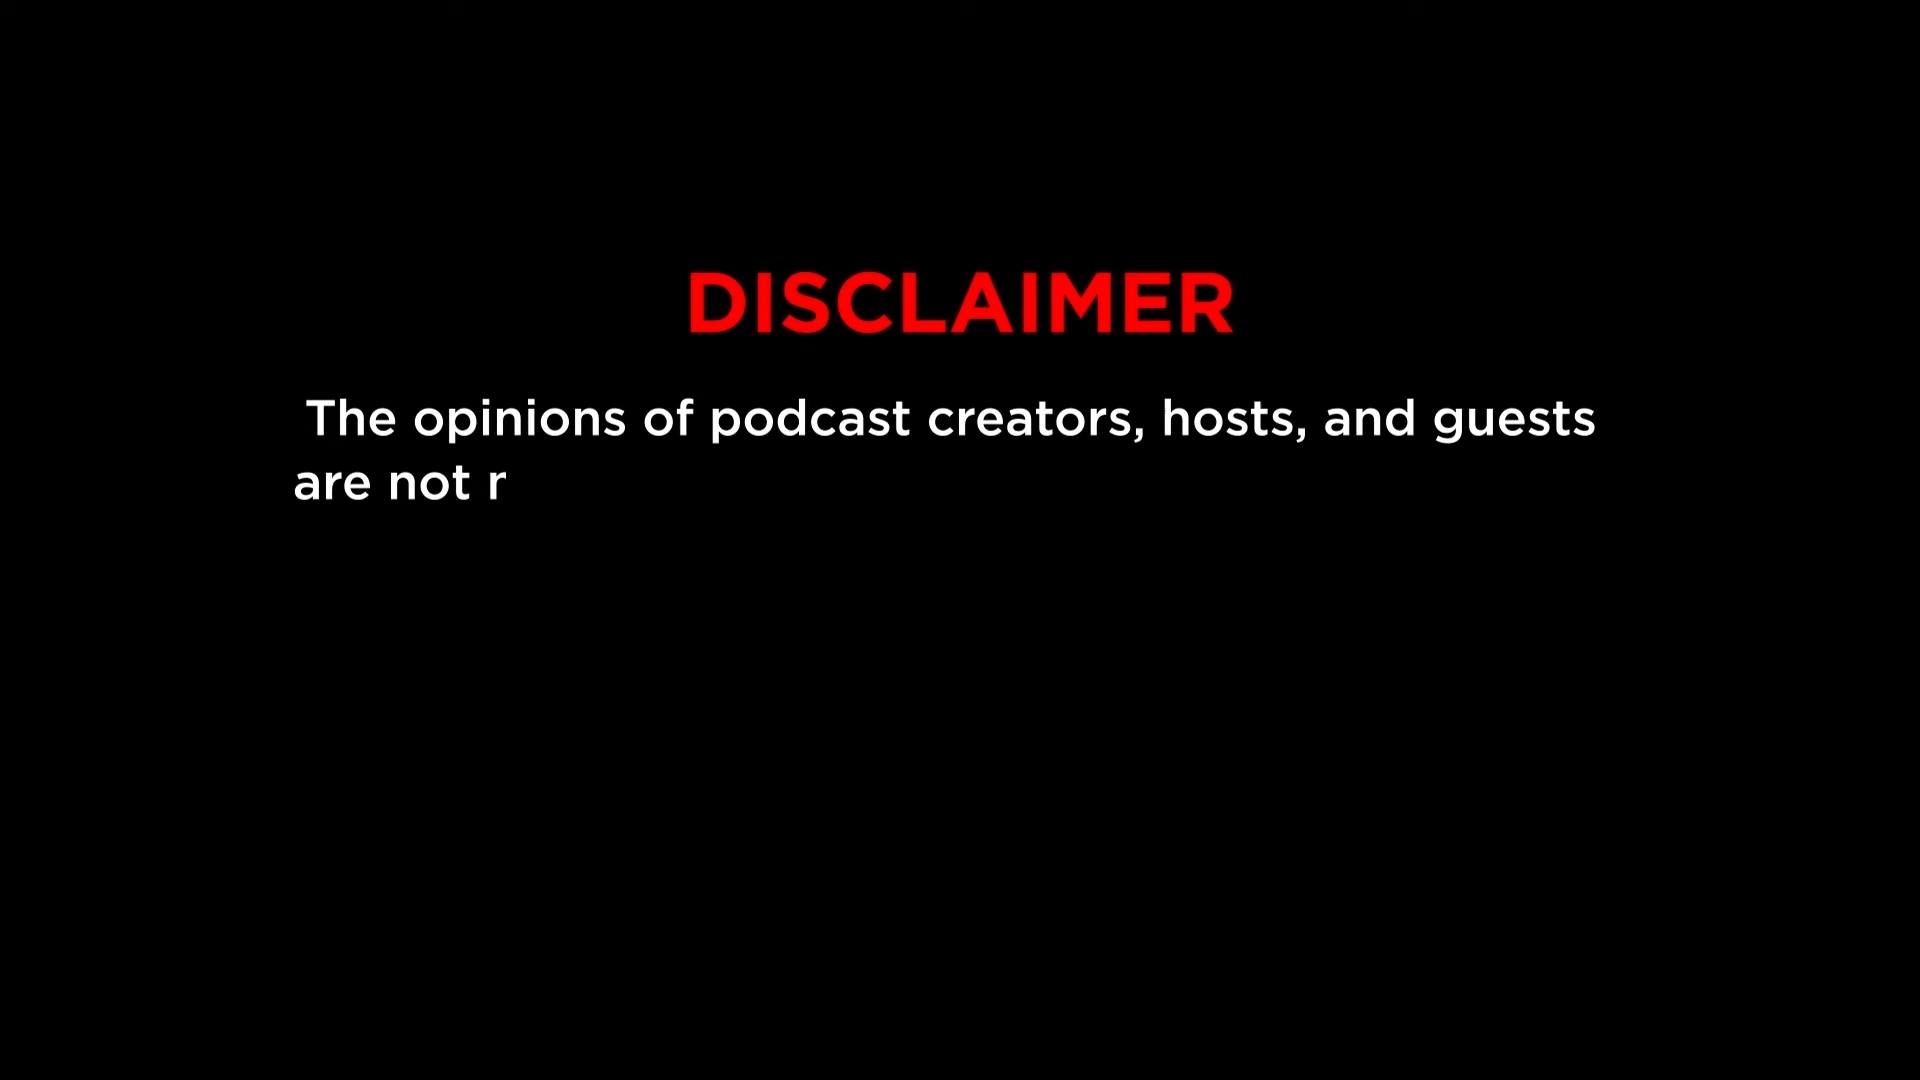 DISCLAIMER
The opinions of podcast creators, hosts, and guests
are not r